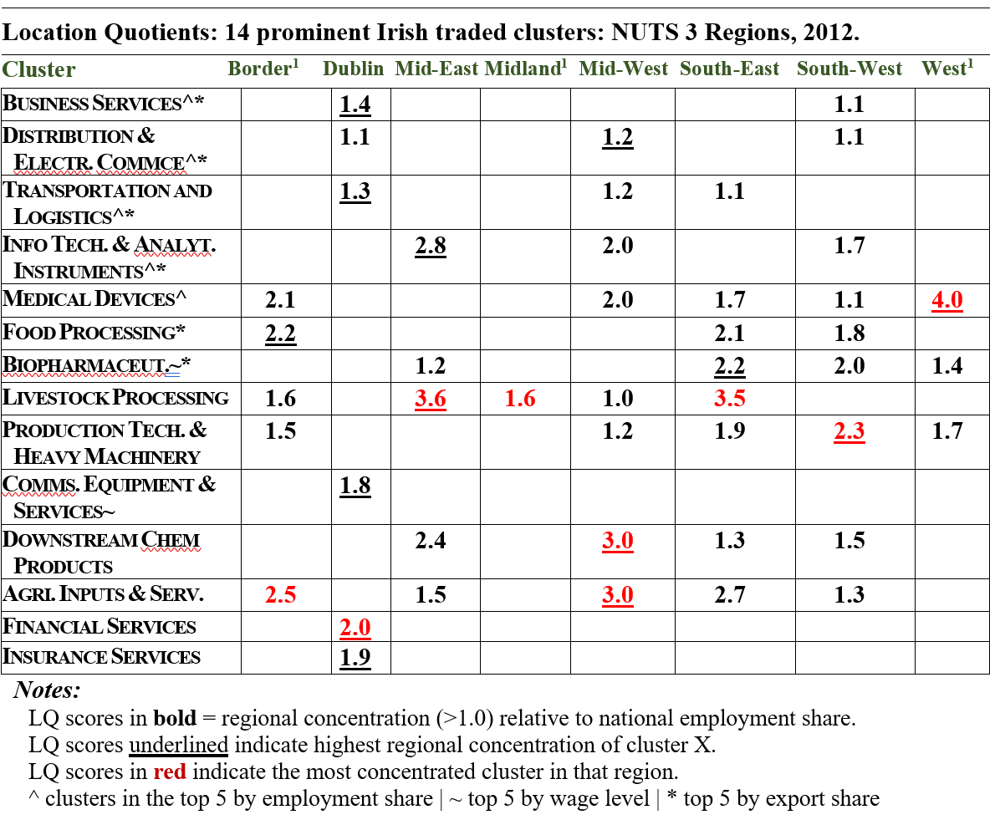 Location Quotients: 14 prominent Irish traded clusters: NUTS 3 Regions, 2012.
Cluster Border¹ Dublin Mid-East Midland¹ Mid-West South-East South-West West¹
BUSINESS SERVICES^* 1.4 1.1
DISTRIBUTION & 1.1 1.2 1.1
ELECTR. COMMCE^*
TRANSPORTATION AND 1.3 1.2 1.1
LOGISTICS^*
INFO TECH. & ANALYT. 2.8 2.0 1.7
INSTRUMENTS^*
MEDICAL DEVICES^ 2.1 2.0 1.7 1.1 4.0
FOOD PROCESSING* 2.2 2.1 1.8
BIOPHARMACEUT.~* 1.2 2.2 2.0 1.4
LIVESTOCK PROCESSING 1.6 3.6 1.6 1.0 3.5
PRODUCTION TECH. & 1.5 1.2 1.9 2.3 1.7
HEAVY MACHINERY
COMMS. EQUIPMENT & 1.8
SERVICES~
DOWNSTREAM CHEM 2.4 3.0 1.3 1.5
PRODUCTS
AGRI. INPUTS & SERV. 2.5 1.5 3.0 2.7 1.3
FINANCIAL SERVICES 2.0
INSURANCE SERVICES 1.9
Notes:
LQ scores in bold = regional concentration (>1.0) relative to national employment share.
LQ scores underlined indicate highest regional concentration of cluster X.
LQ scores in red indicate the most concentrated cluster in that region.
^ clusters in the top 5 by employment share | ~ top 5 by wage level | * top 5 by export share